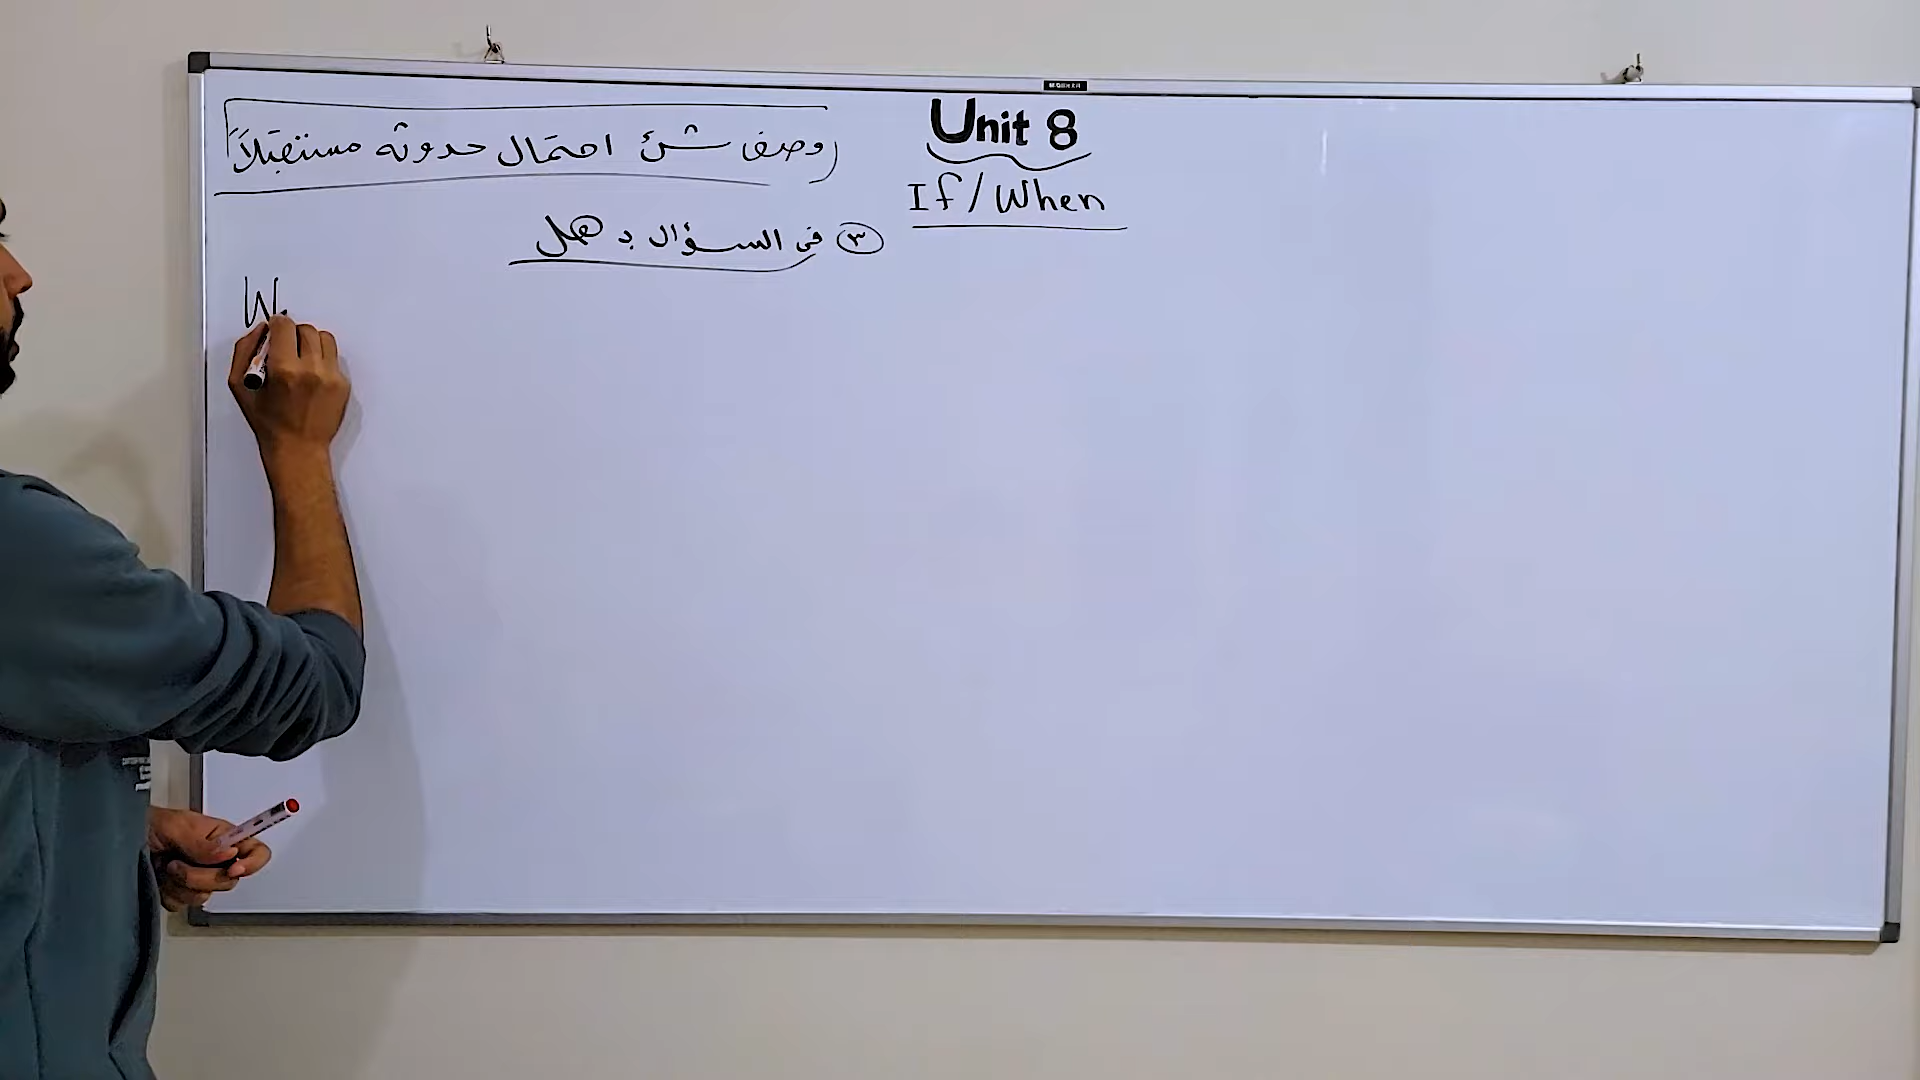 Unit 8
If / When
وصف شئ احتمال حدوثه مستقبلاً
٣ في السؤال بـ هل
W